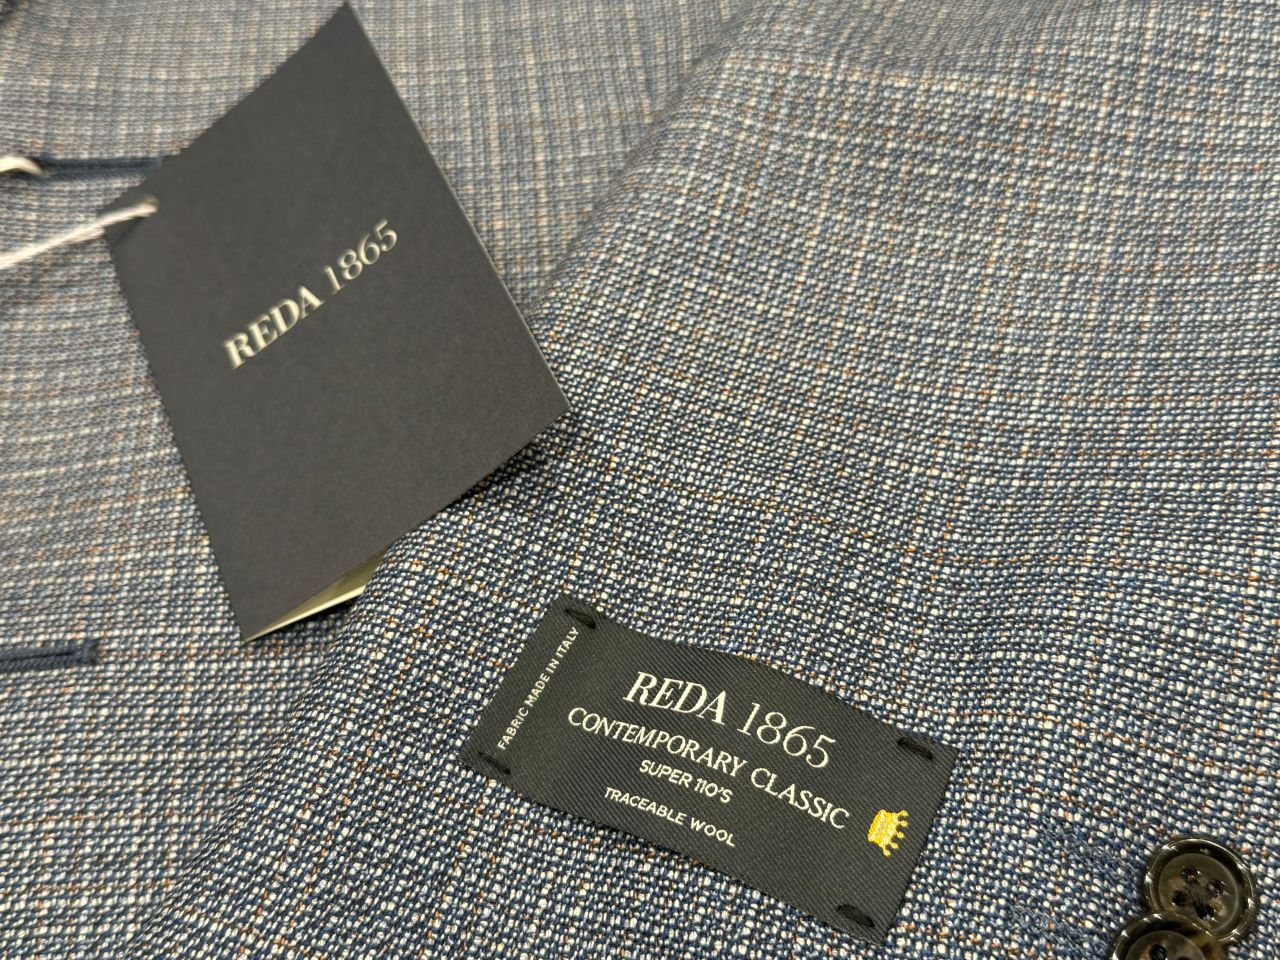 REDA 1865
FABRIC MADE IN ITALY
REDA 1865
CONTEMPORARY CLASSIC
SUPER 110'S
TRACEABLE WOOL